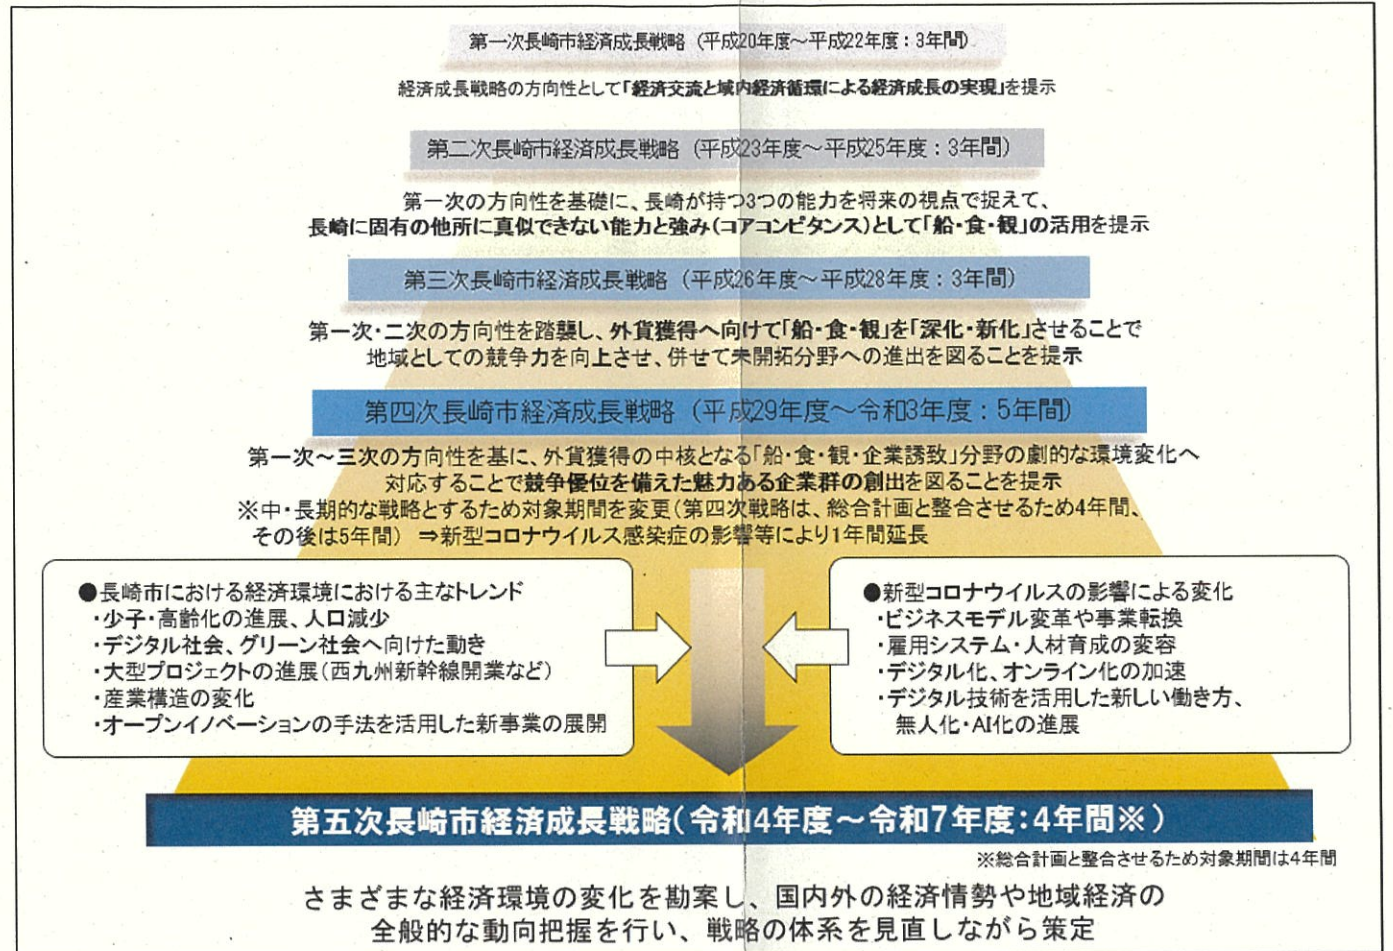 第一次長崎市経済成長戦略（平成20年度～平成22年度：3年間）
経済成長戦略の方向性として「経済交流と域内経済循環による経済成長の実現」を提示
第二次長崎市経済成長戦略（平成23年度～平成25年度：3年間）
第一次の方向性を基礎に、長崎が持つ3つの能力を将来の視点で捉えて、
長崎に固有の他所に真似できない能力と強み（コアコンピタンス）として「船・食・観」の活用を提示
第三次長崎市経済成長戦略（平成26年度～平成28年度：3年間）
第一次・二次の方向性を踏襲し、外貨獲得へ向けて「船・食・観」を「深化・新化」させることで
地域としての競争力を向上させ、併せて未開拓分野への進出を図ることを提示
第四次長崎市経済成長戦略（平成29年度～令和3年度：5年間）
第一次～三次の方向性を基に、外貨獲得の中核となる「船・食・観・企業誘致」分野の劇的な環境変化へ
対応することで競争優位を備えた魅力ある企業群の創出を図ることを提示
※中・長期的な戦略とするため対象期間を変更（第四次戦略は、総合計画と整合させるため4年間、
その後は5年間） ⇒新型コロナウイルス感染症の影響等により1年間延長
●長崎市における経済環境における主なトレンド
・少子・高齢化の進展、人口減少
・デジタル社会、グリーン社会へ向けた動き
・大型プロジェクトの進展（西九州新幹線開業など）
・産業構造の変化
・オープンイノベーションの手法を活用した新事業の展開
●新型コロナウイルスの影響による変化
・ビジネスモデル変革や事業転換
・雇用システム・人材育成の変容
・デジタル化、オンライン化の加速
・デジタル技術を活用した新しい働き方、
無人化・AI化の進展
第五次長崎市経済成長戦略（令和4年度～令和7年度：4年間※）
※総合計画と整合させるため対象期間は4年間
さまざまな経済環境の変化を勘案し、国内外の経済情勢や地域経済の
全般的な動向把握を行い、戦略の体系を見直しながら策定